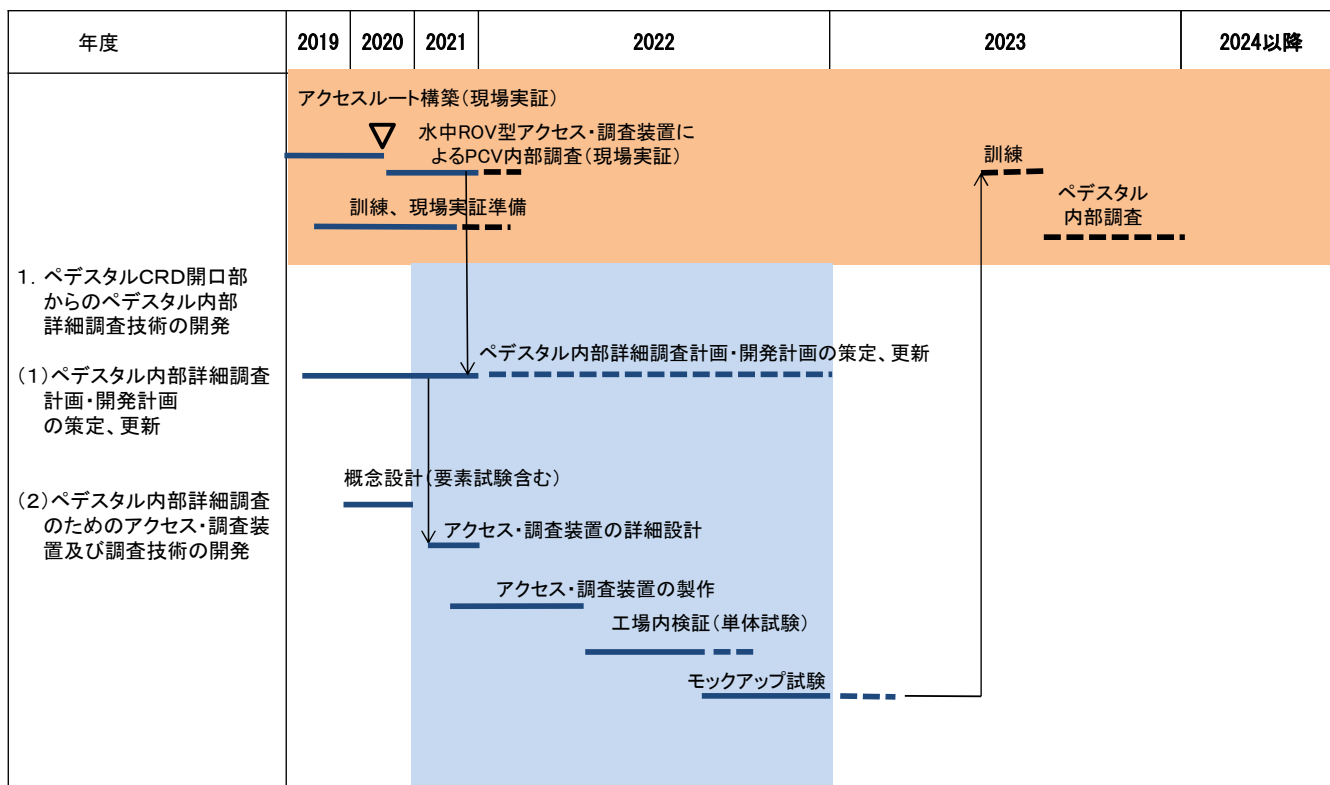 年度
2019
2020
2021
2022
2023
2024以降
アクセスルート構築(現場実証)
水中ROV型アクセス・調査装置に
よるPCV内部調査(現場実証)
訓練、現場実証準備
訓練
ペデスタル
内部調査
1. ペデスタルCRD開口部
からのペデスタル内部
詳細調査技術の開発
(1)ペデスタル内部詳細調査
計画・開発計画
の策定、更新
ペデスタル内部詳細調査計画・開発計画の策定、更新
(2)ペデスタル内部詳細調査
のためのアクセス・調査装
置及び調査技術の開発
概念設計(要素試験含む)
アクセス・調査装置の詳細設計
アクセス・調査装置の製作
工場内検証(単体試験)
モックアップ試験